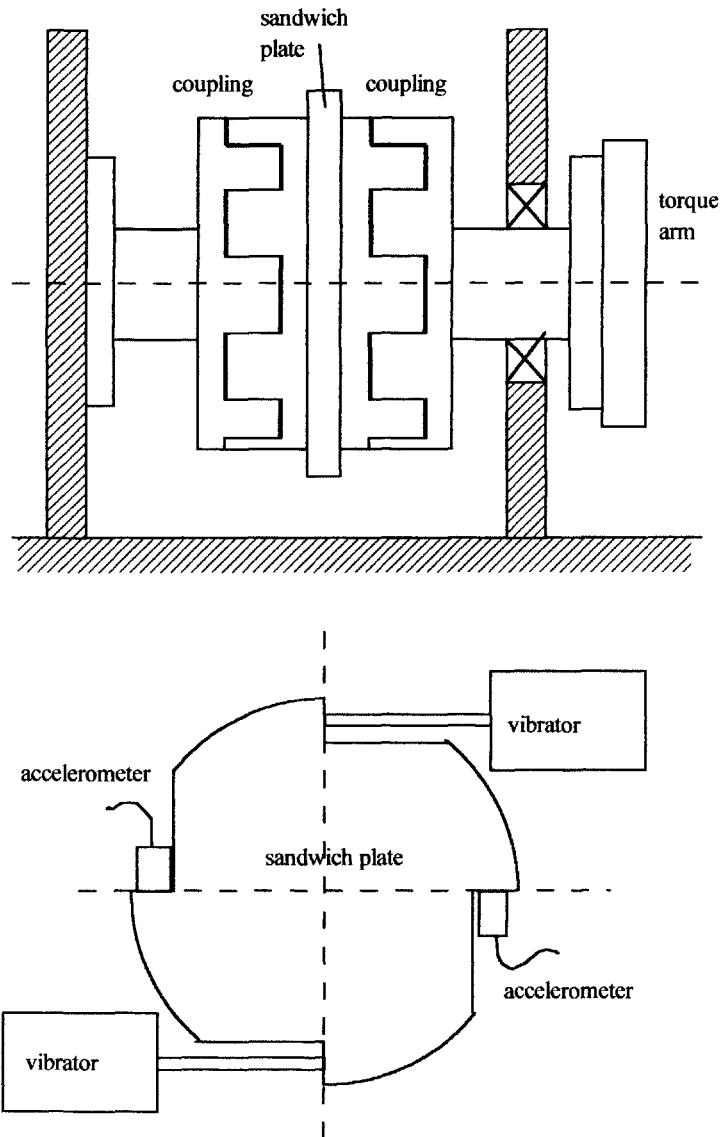 sandwich
plate
coupling
coupling
torque
arm
vibrator
accelerometer
sandwich plate
accelerometer
vibrator